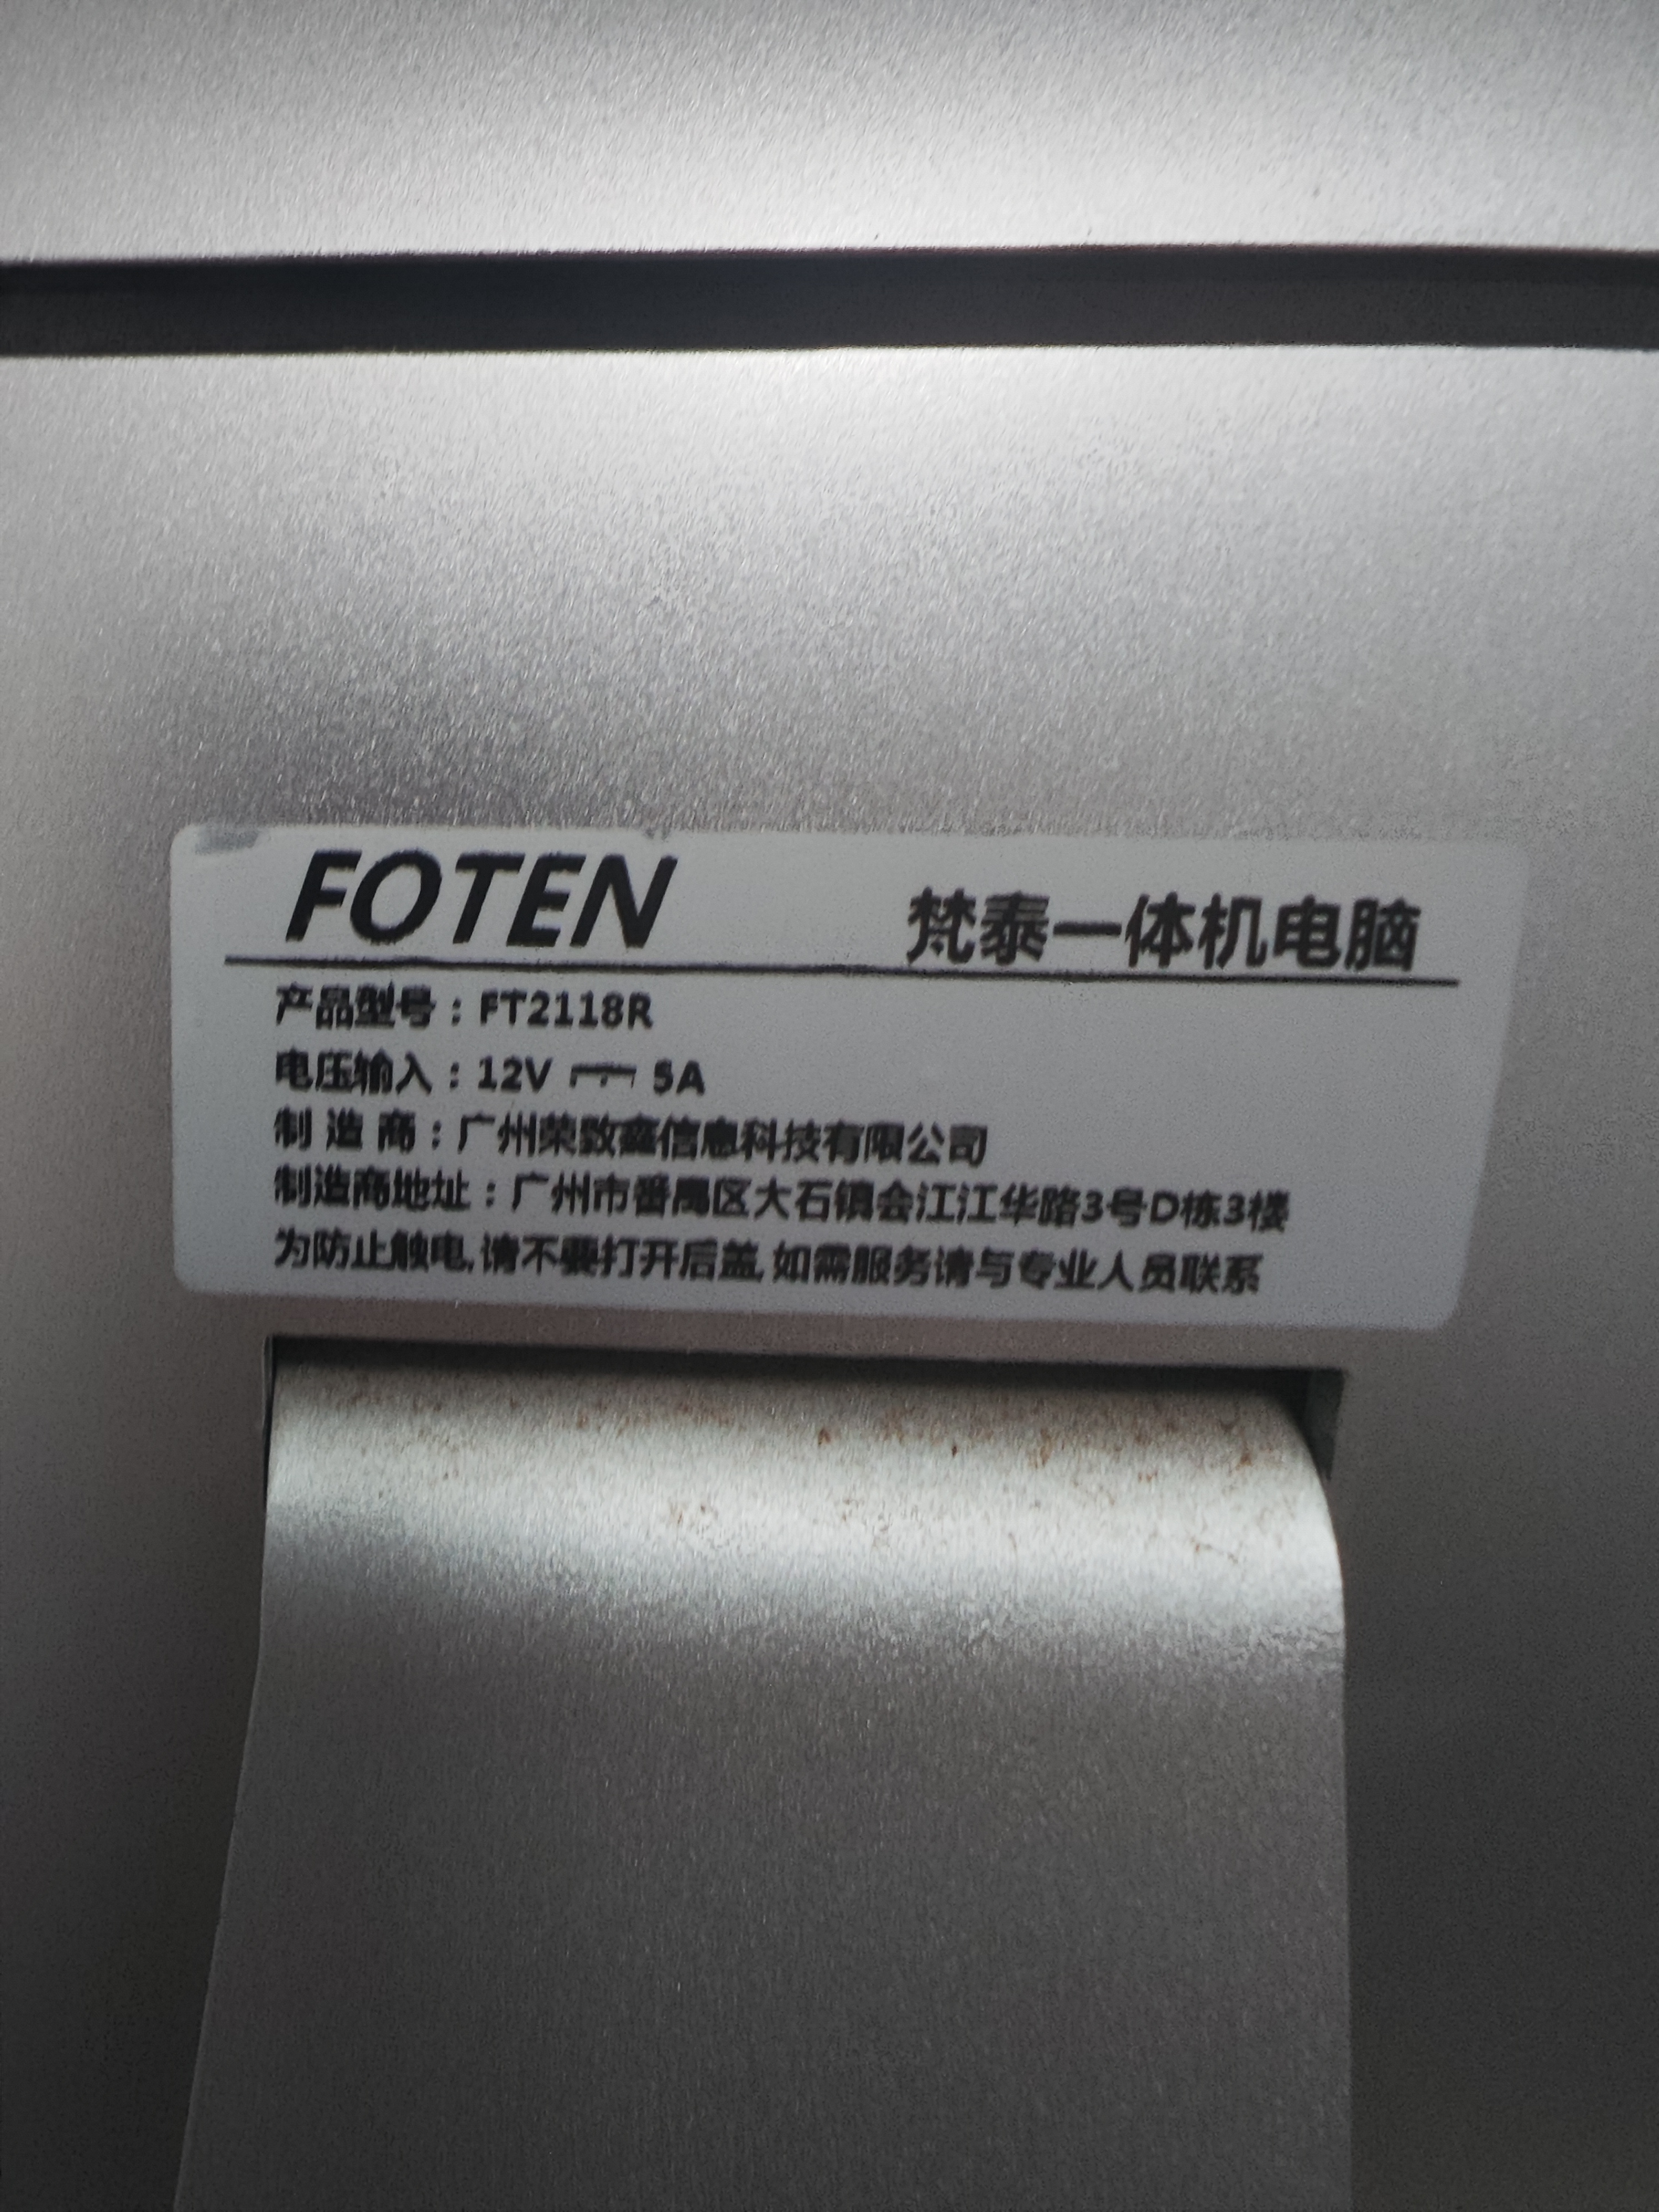 FOTEN 梵泰一体机电脑
产品型号：FT2118R
电压输入：12V ⎓ 5A
制 造 商：广州荣致鑫信息科技有限公司
制造商地址：广州市番禺区大石镇会江江华路3号D栋3楼
为防止触电,请不要打开后盖,如需服务请与专业人员联系